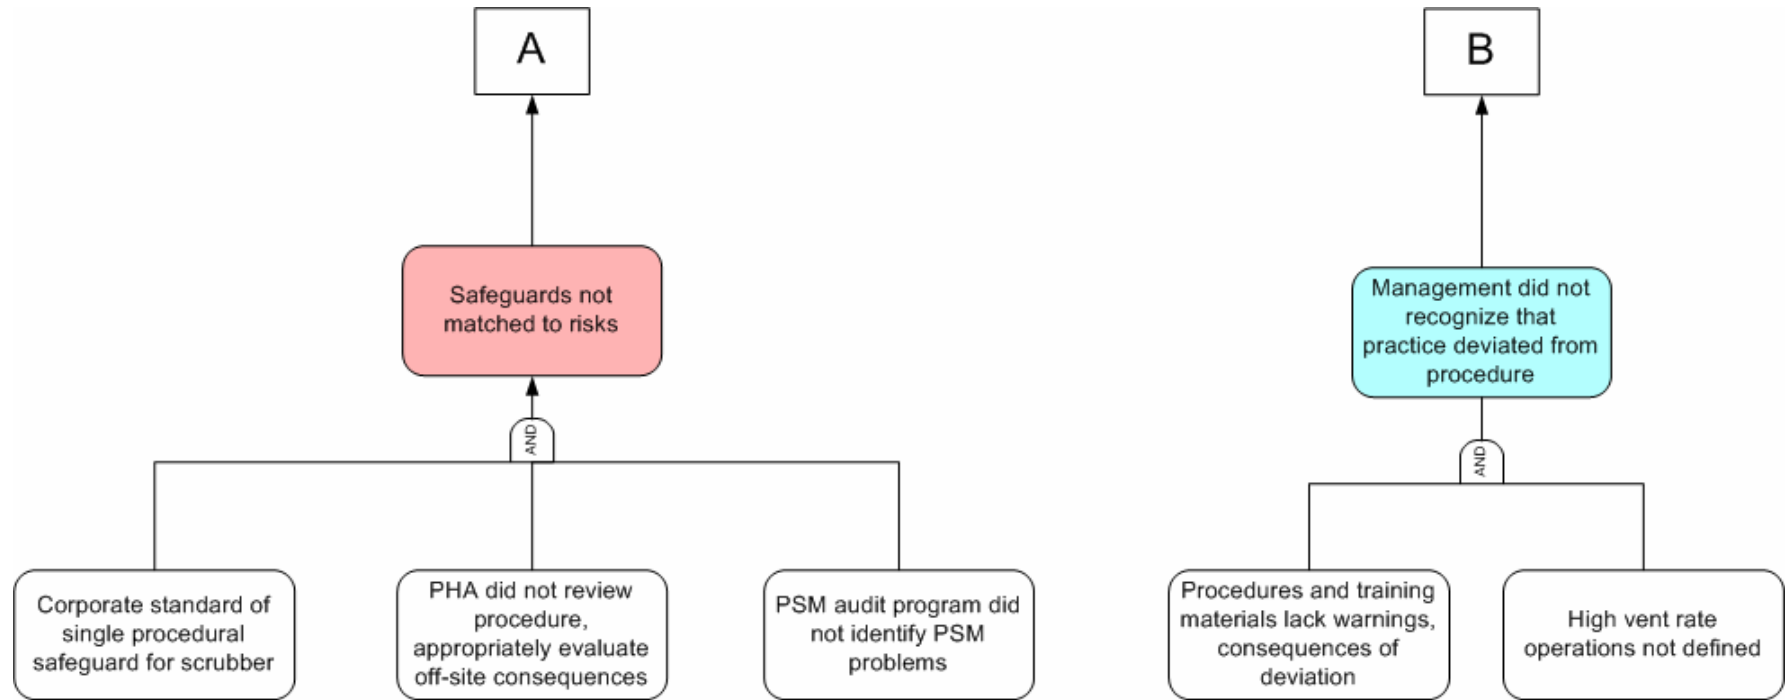 A
B
Safeguards not
matched to risks
Management did not
recognize that
practice deviated from
procedure
AND
AND
Corporate standard of
single procedural
safeguard for scrubber
PHA did not review
procedure,
appropriately evaluate
off-site consequences
PSM audit program did
not identify PSM
problems
Procedures and training
materials lack warnings,
consequences of
deviation
High vent rate
operations not defined